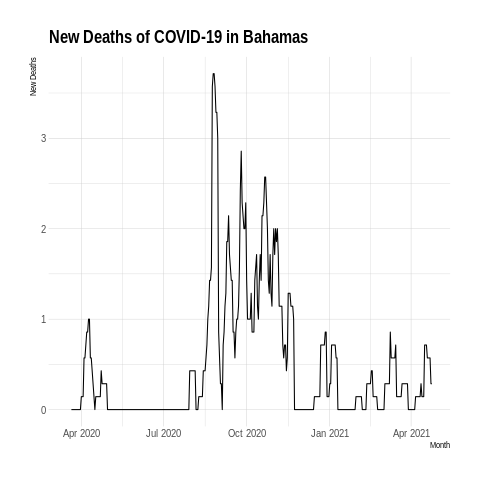 New Deaths of COVID-19 in Bahamas
New Deaths
3
2
1
0
Apr 2020 Jul 2020 Oct 2020 Jan 2021 Apr 2021
Month